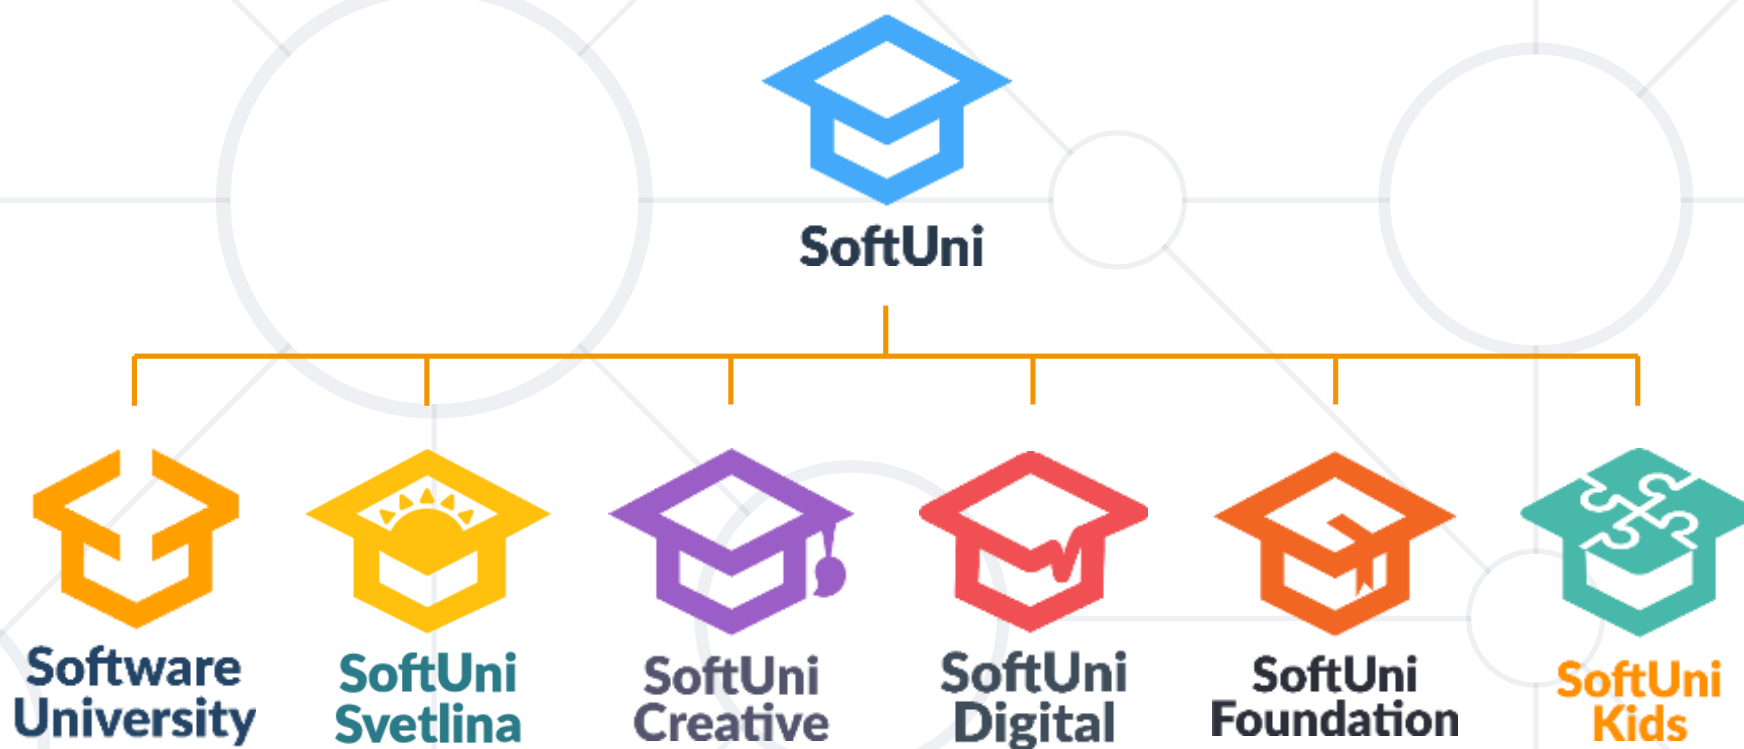 SoftUni
Software
University
SoftUni
Svetlina
SoftUni
Creative
SoftUni
Digital
SoftUni
Foundation
SoftUni
Kids